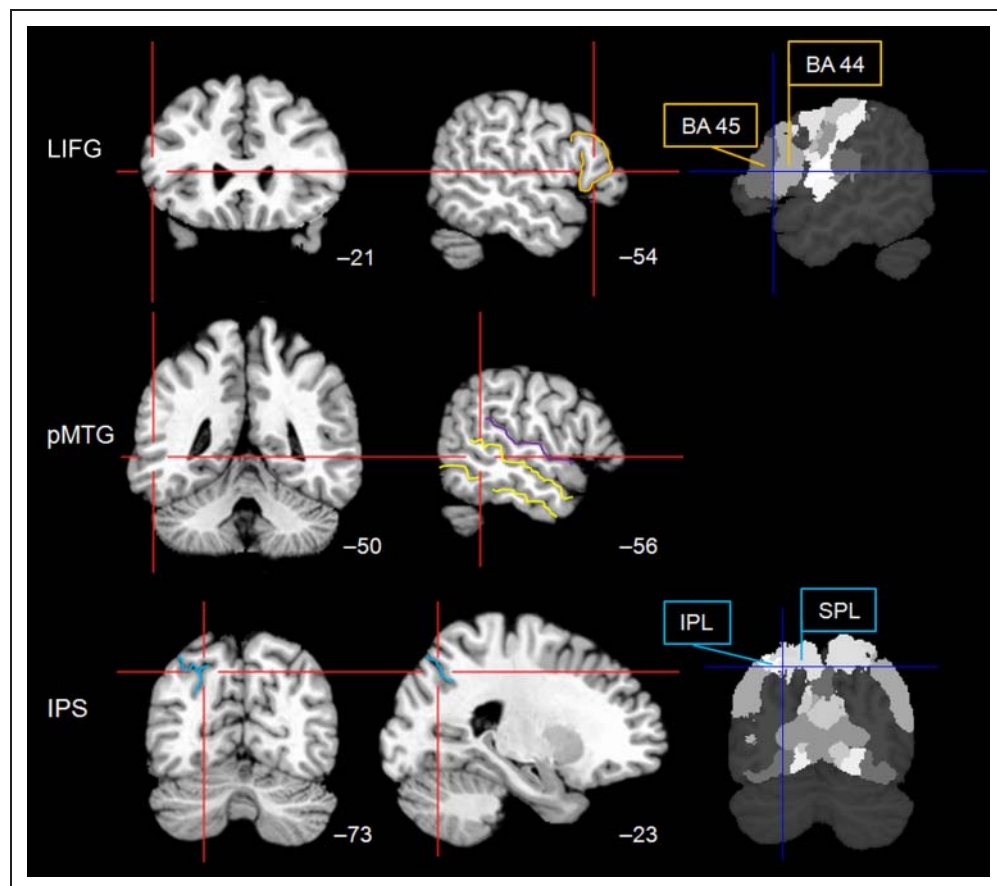 BA 44
BA 45
LIFG
–21
–54
pMTG
–50
–56
IPL
SPL
IPS
–73
–23